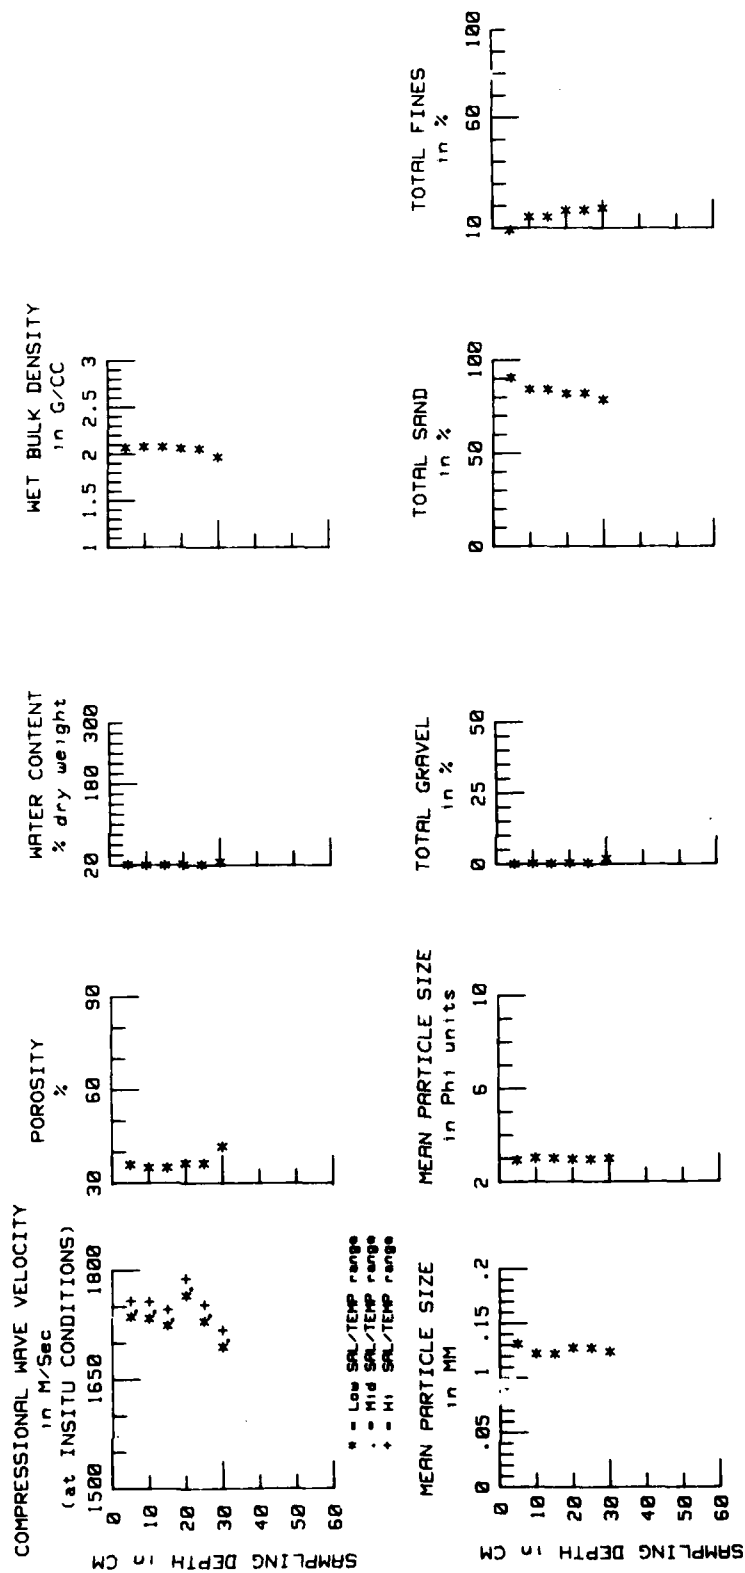 COMPRESSIONAL WAVE VELOCITY
in M/Sec
(at INSITU CONDITIONS)
1500 1650 1800
SAMPLING DEPTH in CM
0
10
20
30
40
50
60
* - Low SAL/TEMP range
. - Mid SAL/TEMP range
+ - Hi SAL/TEMP range
POROSITY
%
30 60 90
WATER CONTENT
% dry weight
20 180 300
WET BULK DENSITY
in G/CC
1 1.5 2 2.5 3
MEAN PARTICLE SIZE
in MM
0 .05 .1 .15 .2
SAMPLING DEPTH in CM
0
10
20
30
40
50
60
MEAN PARTICLE SIZE
in Phi units
2 6 10
TOTAL GRAVEL
in %
0 25 50
TOTAL SAND
in %
0 50 100
TOTAL FINES
in %
10 60 100